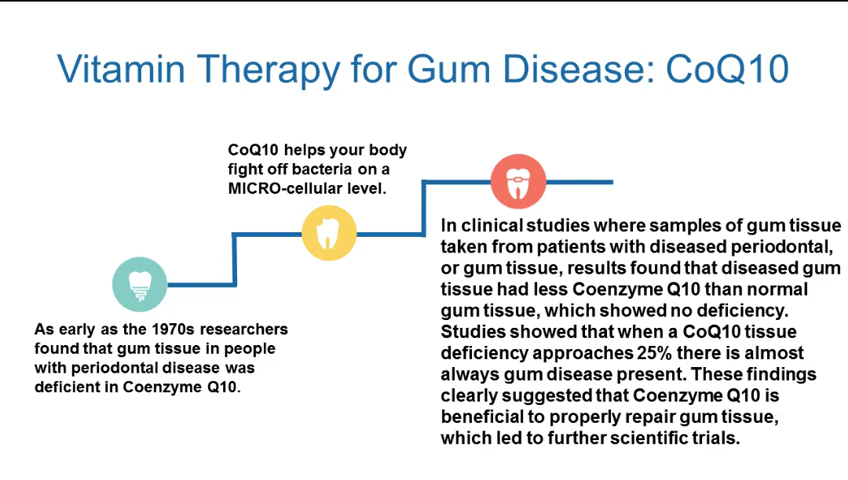 Vitamin Therapy for Gum Disease: CoQ10
CoQ10 helps your body
fight off bacteria on a
MICRO-cellular level.
In clinical studies where samples of gum tissue
taken from patients with diseased periodontal,
or gum tissue, results found that diseased gum
tissue had less Coenzyme Q10 than normal
gum tissue, which showed no deficiency.
Studies showed that when a CoQ10 tissue
deficiency approaches 25% there is almost
always gum disease present. These findings
clearly suggested that Coenzyme Q10 is
beneficial to properly repair gum tissue,
which led to further scientific trials.
As early as the 1970s researchers
found that gum tissue in people
with periodontal disease was
deficient in Coenzyme Q10.